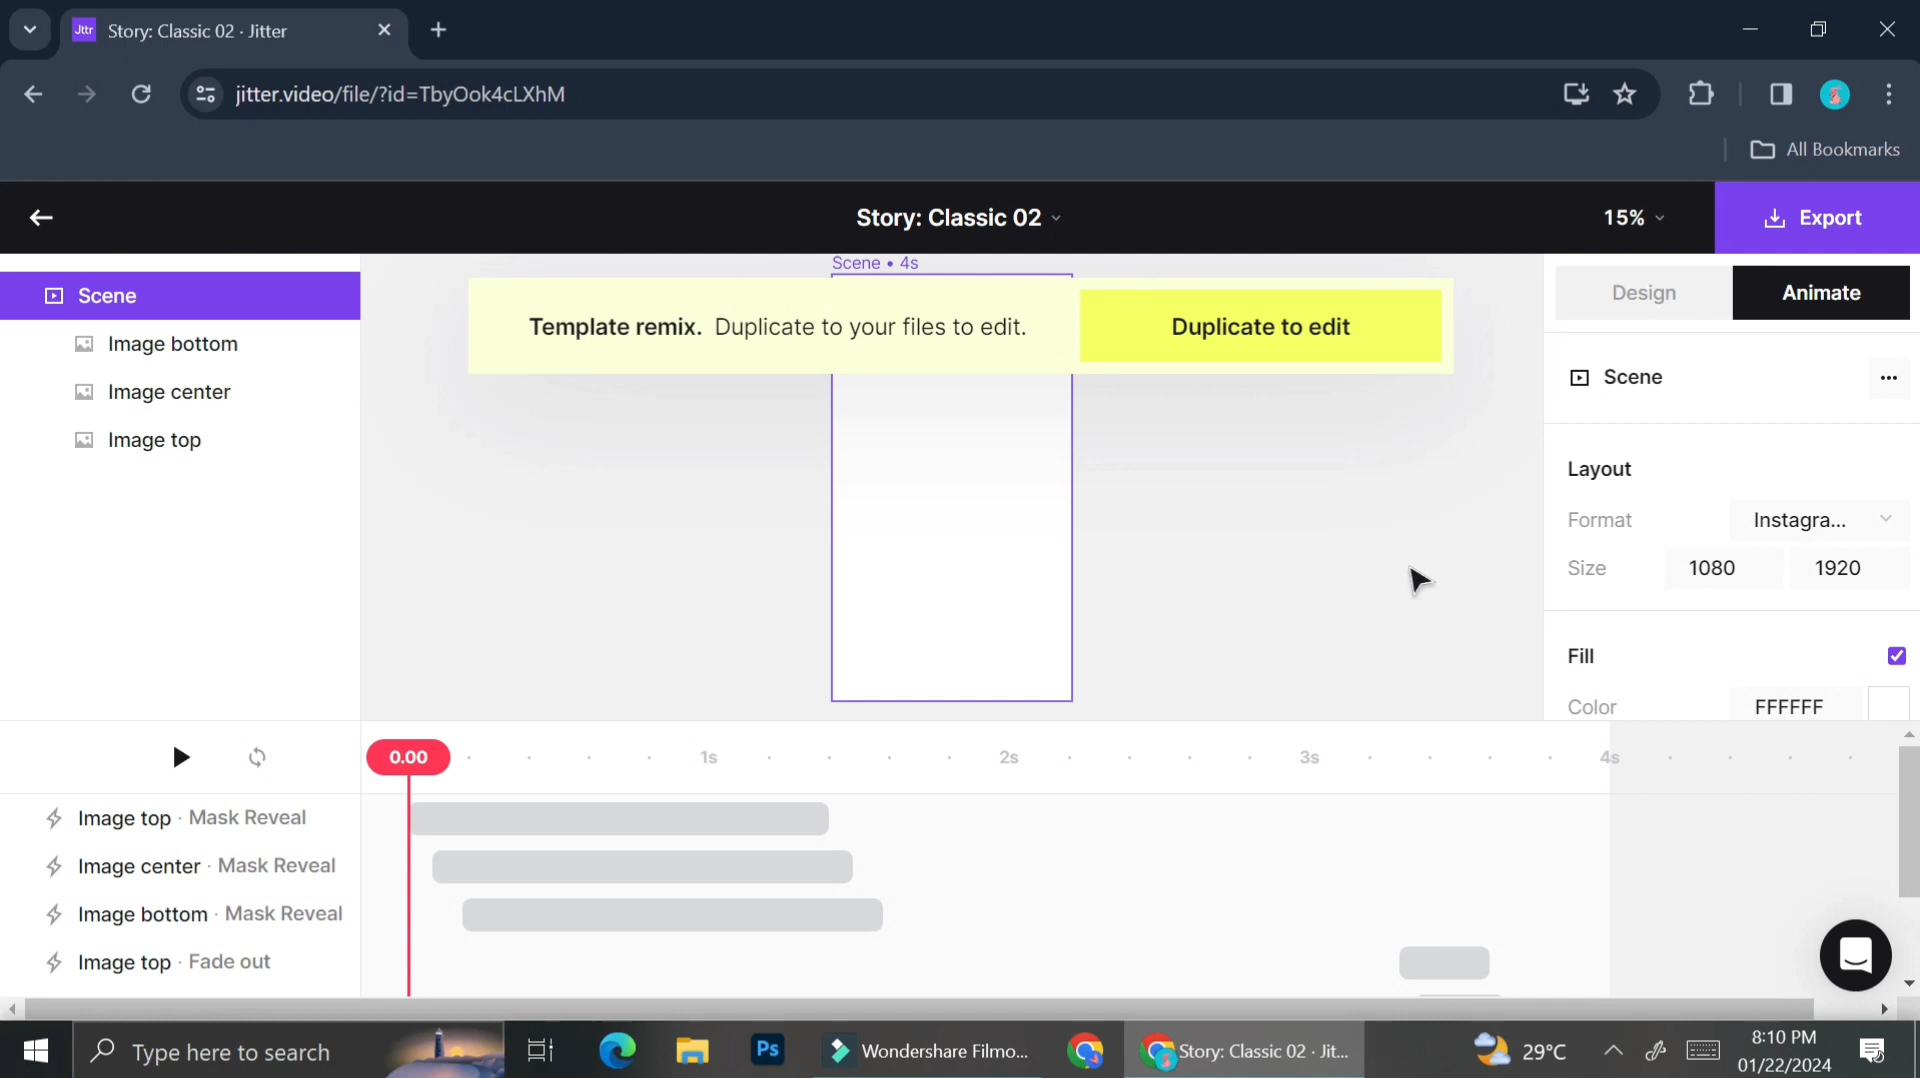 Jttr Story: Classic 02 · Jitter
jitter.video/file/?id=TbyOok4cLXhM
All Bookmarks
Story: Classic 02
15%
Export
Scene
Image bottom
Image center
Image top
Scene • 4s
Template remix. Duplicate to your files to edit.
Duplicate to edit
Design
Animate
Scene
Layout
Format Instagra...
Size 1080 1920
Fill
Color FFFFFF
0.00 1s 2s 3s 4s
Image top · Mask Reveal
Image center · Mask Reveal
Image bottom · Mask Reveal
Image top · Fade out
Type here to search
Ps
Wondershare Filmo...
Story: Classic 02 · Jit...
29°C
8:10 PM
01/22/2024